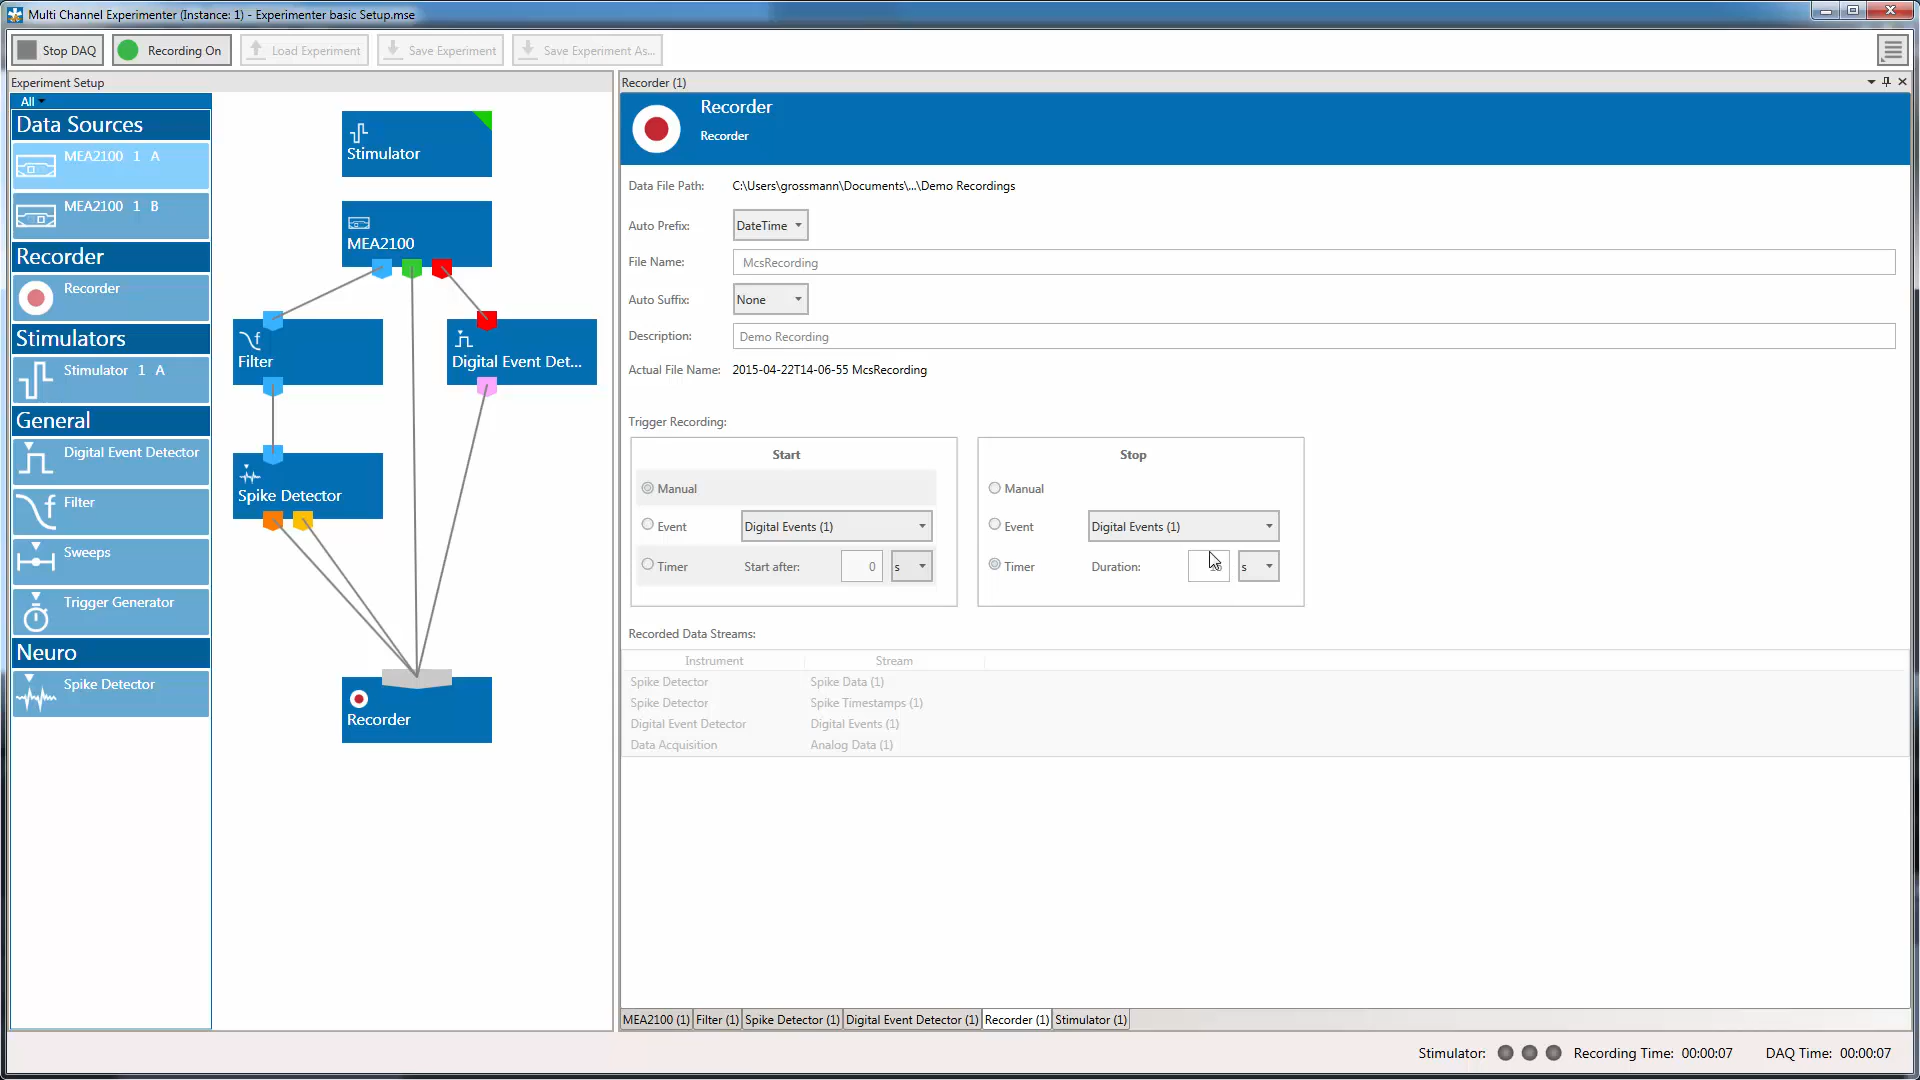 Multi Channel Experimenter (Instance: 1) - Experimenter basic Setup.mse
Stop DAQ
Recording On
Load Experiment
Save Experiment
Save Experiment As...
Experiment Setup
All
Data Sources
MEA2100 1 A
MEA2100 1 B
Recorder
Recorder
Stimulators
Stimulator 1 A
General
Digital Event Detector
Filter
Sweeps
Trigger Generator
Neuro
Spike Detector
Stimulator
MEA2100
Filter
Digital Event Det...
Spike Detector
Recorder
Recorder (1)
Recorder
Recorder
Data File Path: C:\Users\grossmann\Documents\...\Demo Recordings
Auto Prefix: DateTime
File Name: McsRecording
Auto Suffix: None
Description: Demo Recording
Actual File Name: 2015-04-22T14-06-55 McsRecording
Trigger Recording:
Start
Manual
Event Digital Events (1)
Timer Start after: 0 s
Stop
Manual
Event Digital Events (1)
Timer Duration: s
Recorded Data Streams:
Instrument Stream
Spike Detector Spike Data (1)
Spike Detector Spike Timestamps (1)
Digital Event Detector Digital Events (1)
Data Acquisition Analog Data (1)
MEA2100 (1) Filter (1) Spike Detector (1) Digital Event Detector (1) Recorder (1) Stimulator (1)
Stimulator: Recording Time: 00:00:07 DAQ Time: 00:00:07